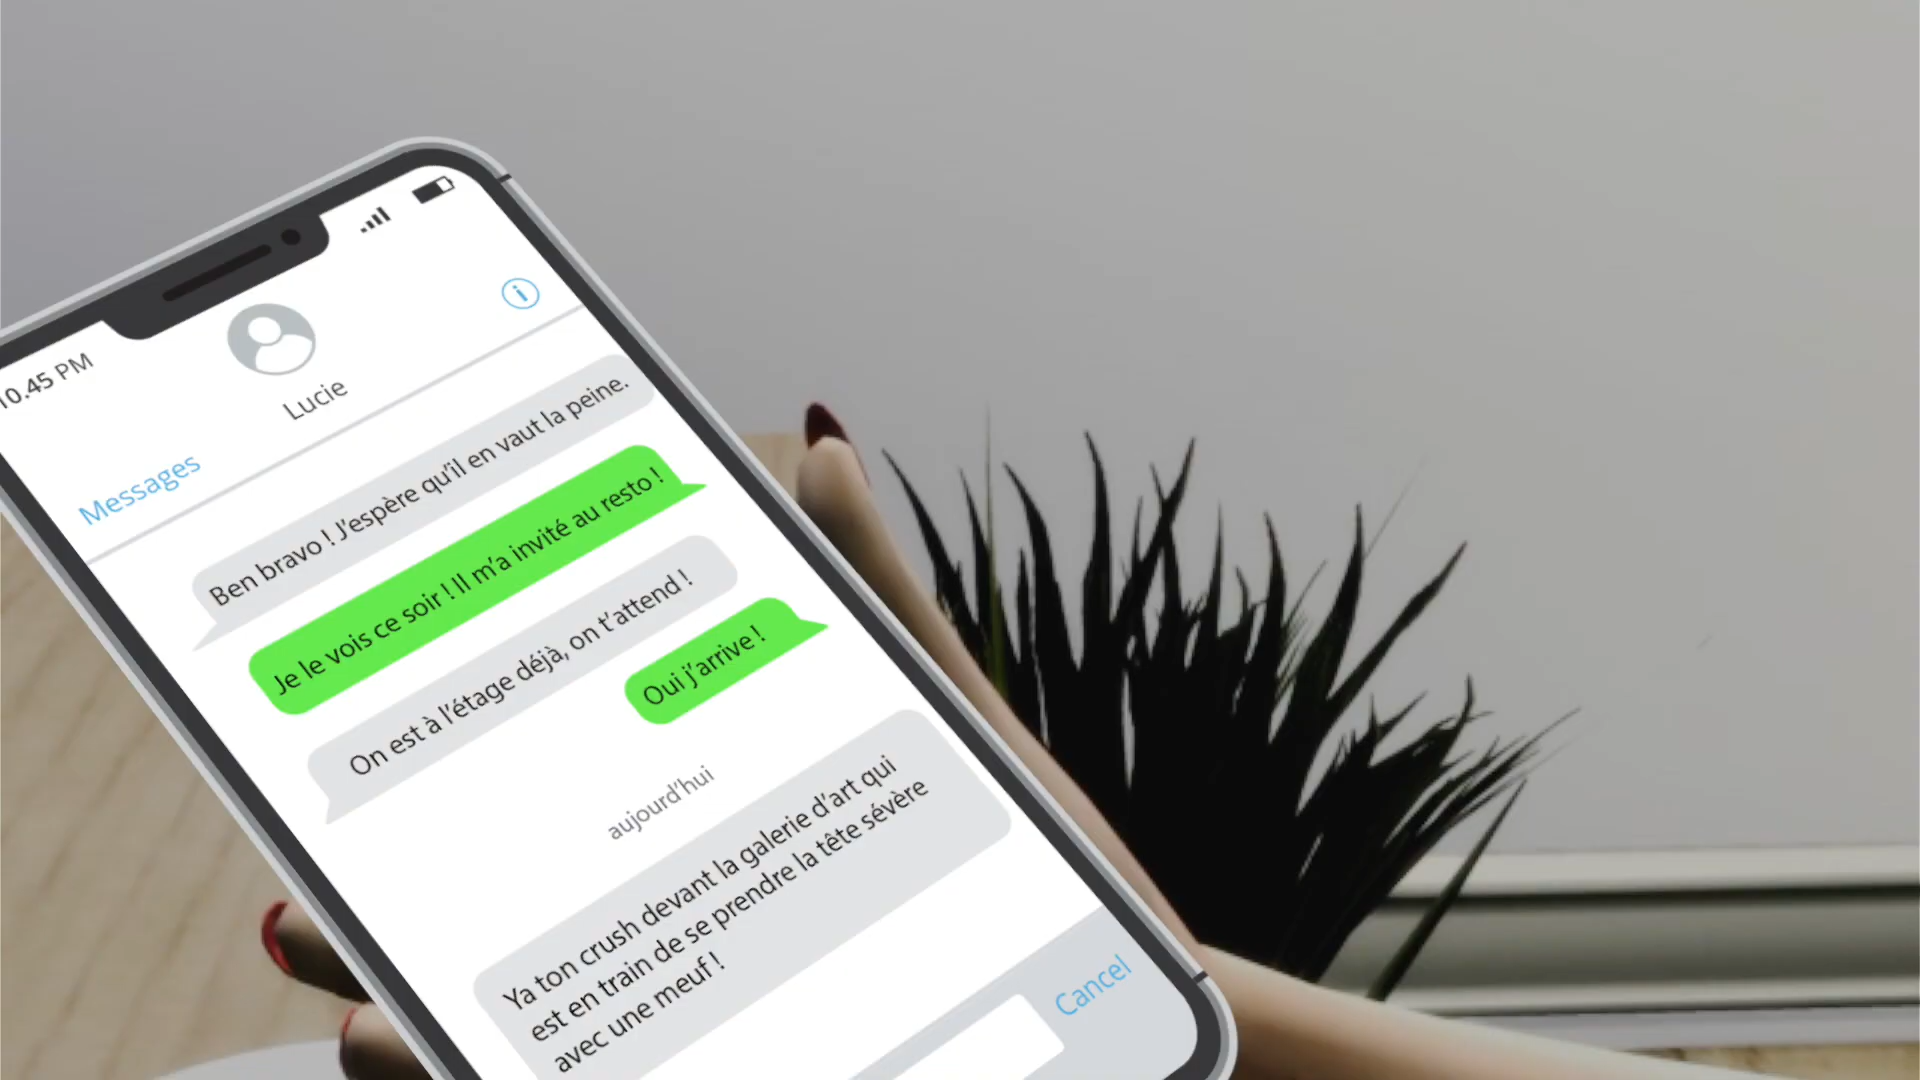 10.45 PM
Lucie
Messages
Ben bravo ! J'espère qu'il en vaut la peine.
Je le vois ce soir ! Il m'a invité au resto !
On est à l'étage déjà, on t'attend !
Oui j'arrive !
aujourd'hui
Ya ton crush devant la galerie d'art qui
est en train de se prendre la tête sévère
avec une meuf !
Cancel